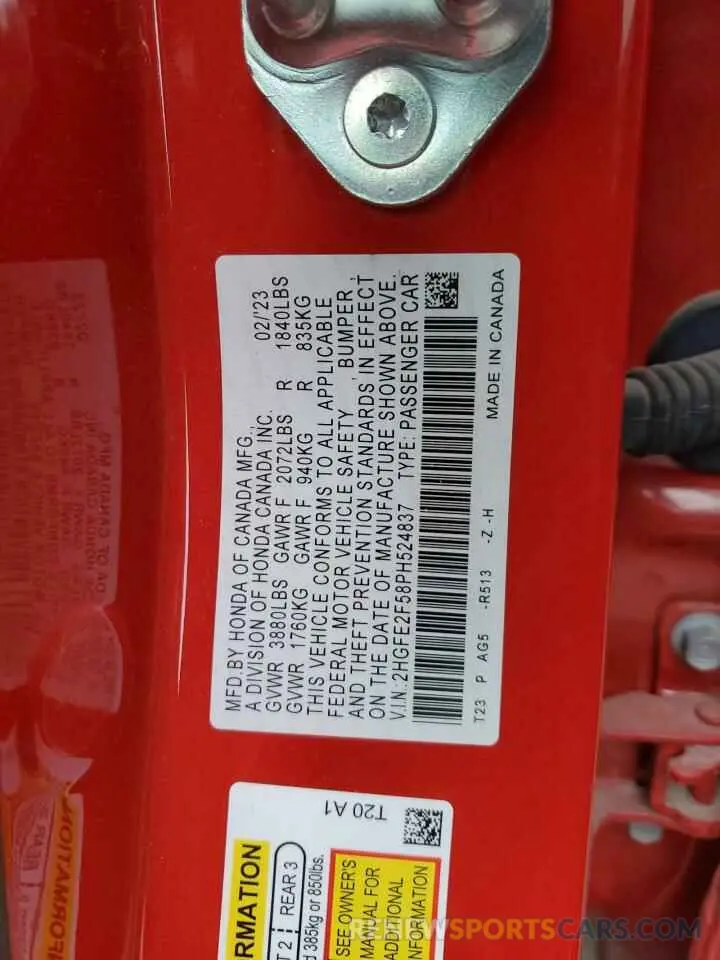 MFD.BY HONDA OF CANADA MFG.,
A DIVISION OF HONDA CANADA INC. 02/'23
GVWR 3880LBS GAWR F 2072LBS R 1840LBS
GVWR 1760KG GAWR F 940KG R 835KG
THIS VEHICLE CONFORMS TO ALL APPLICABLE
FEDERAL MOTOR VEHICLE SAFETY, BUMPER,
AND THEFT PREVENTION STANDARDS IN EFFECT
ON THE DATE OF MANUFACTURE SHOWN ABOVE.
V.I.N.:2HGFE2F58PH524837 TYPE: PASSENGER CAR
T23 P AG5 -R513 -Z -H MADE IN CANADA
T20 A1
RMATION
T 2 REAR 3
d 385kg or 850lbs.
SEE OWNER'S
MANUAL FOR
ADDITIONAL
INFORMATION
RENEWSPORTSCARS.COM